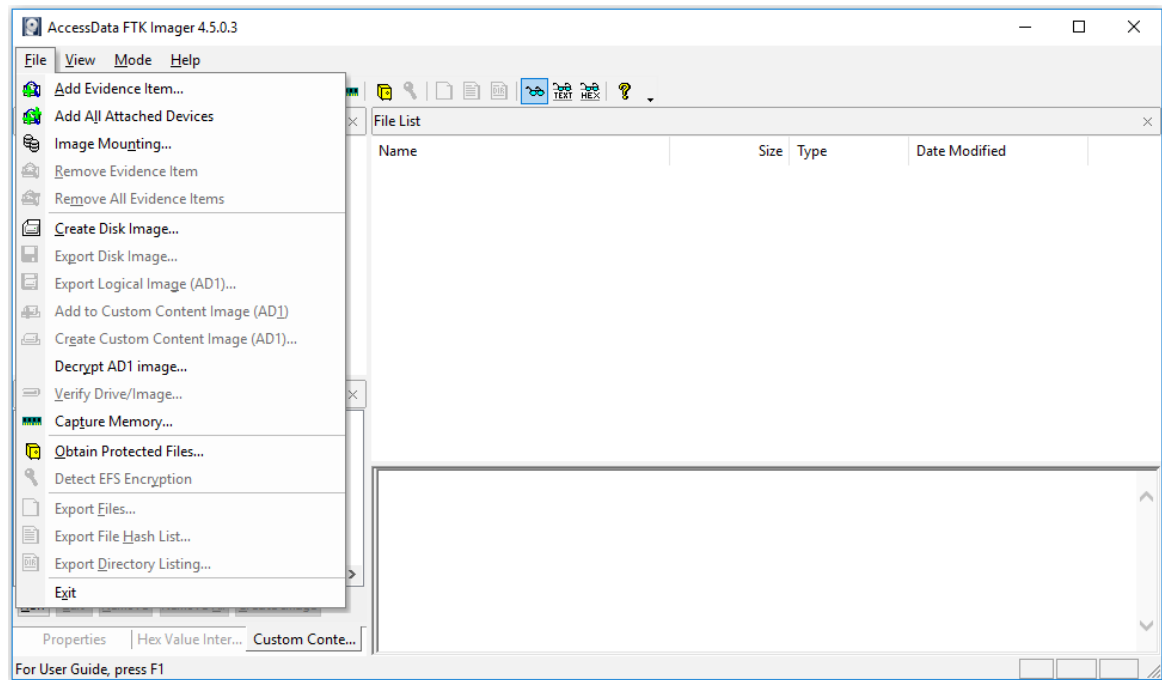 AccessData FTK Imager 4.5.0.3
File View Mode Help
Add Evidence Item...
Add All Attached Devices
Image Mounting...
Remove Evidence Item
Remove All Evidence Items
Create Disk Image...
Export Disk Image...
Export Logical Image (AD1)...
Add to Custom Content Image (AD1)
Create Custom Content Image (AD1)...
Decrypt AD1 image...
Verify Drive/Image...
Capture Memory...
Obtain Protected Files...
Detect EFS Encryption
Export Files...
Export File Hash List...
Export Directory Listing...
Exit
TEXT HEX
File List
Name Size Type Date Modified
Properties Hex Value Inter... Custom Conte...
For User Guide, press F1